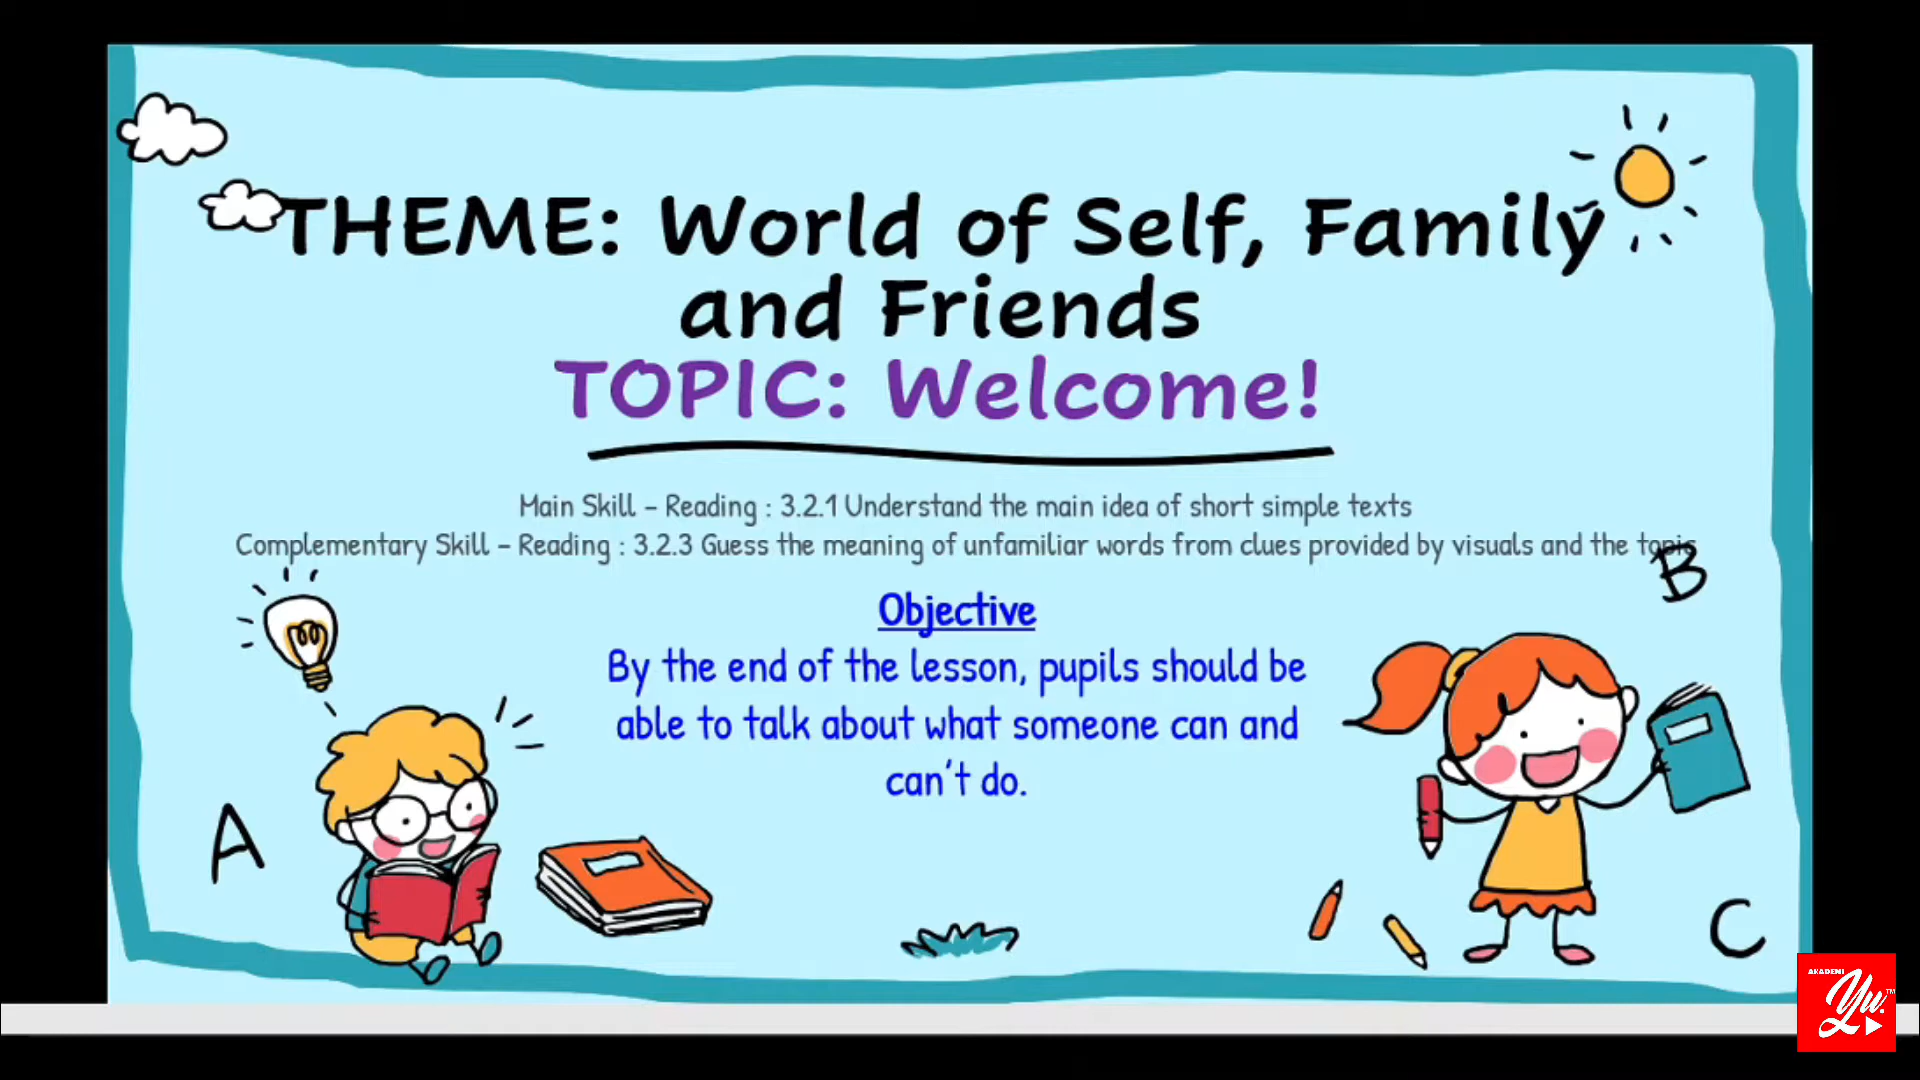 THEME: World of Self, Family
and Friends
TOPIC: Welcome!
Main Skill – Reading : 3.2.1 Understand the main idea of short simple texts
Complementary Skill – Reading : 3.2.3 Guess the meaning of unfamiliar words from clues provided by visuals and the topic
Objective
By the end of the lesson, pupils should be
able to talk about what someone can and
can't do.
A
B
C
AKADEMI
Yu.
TM